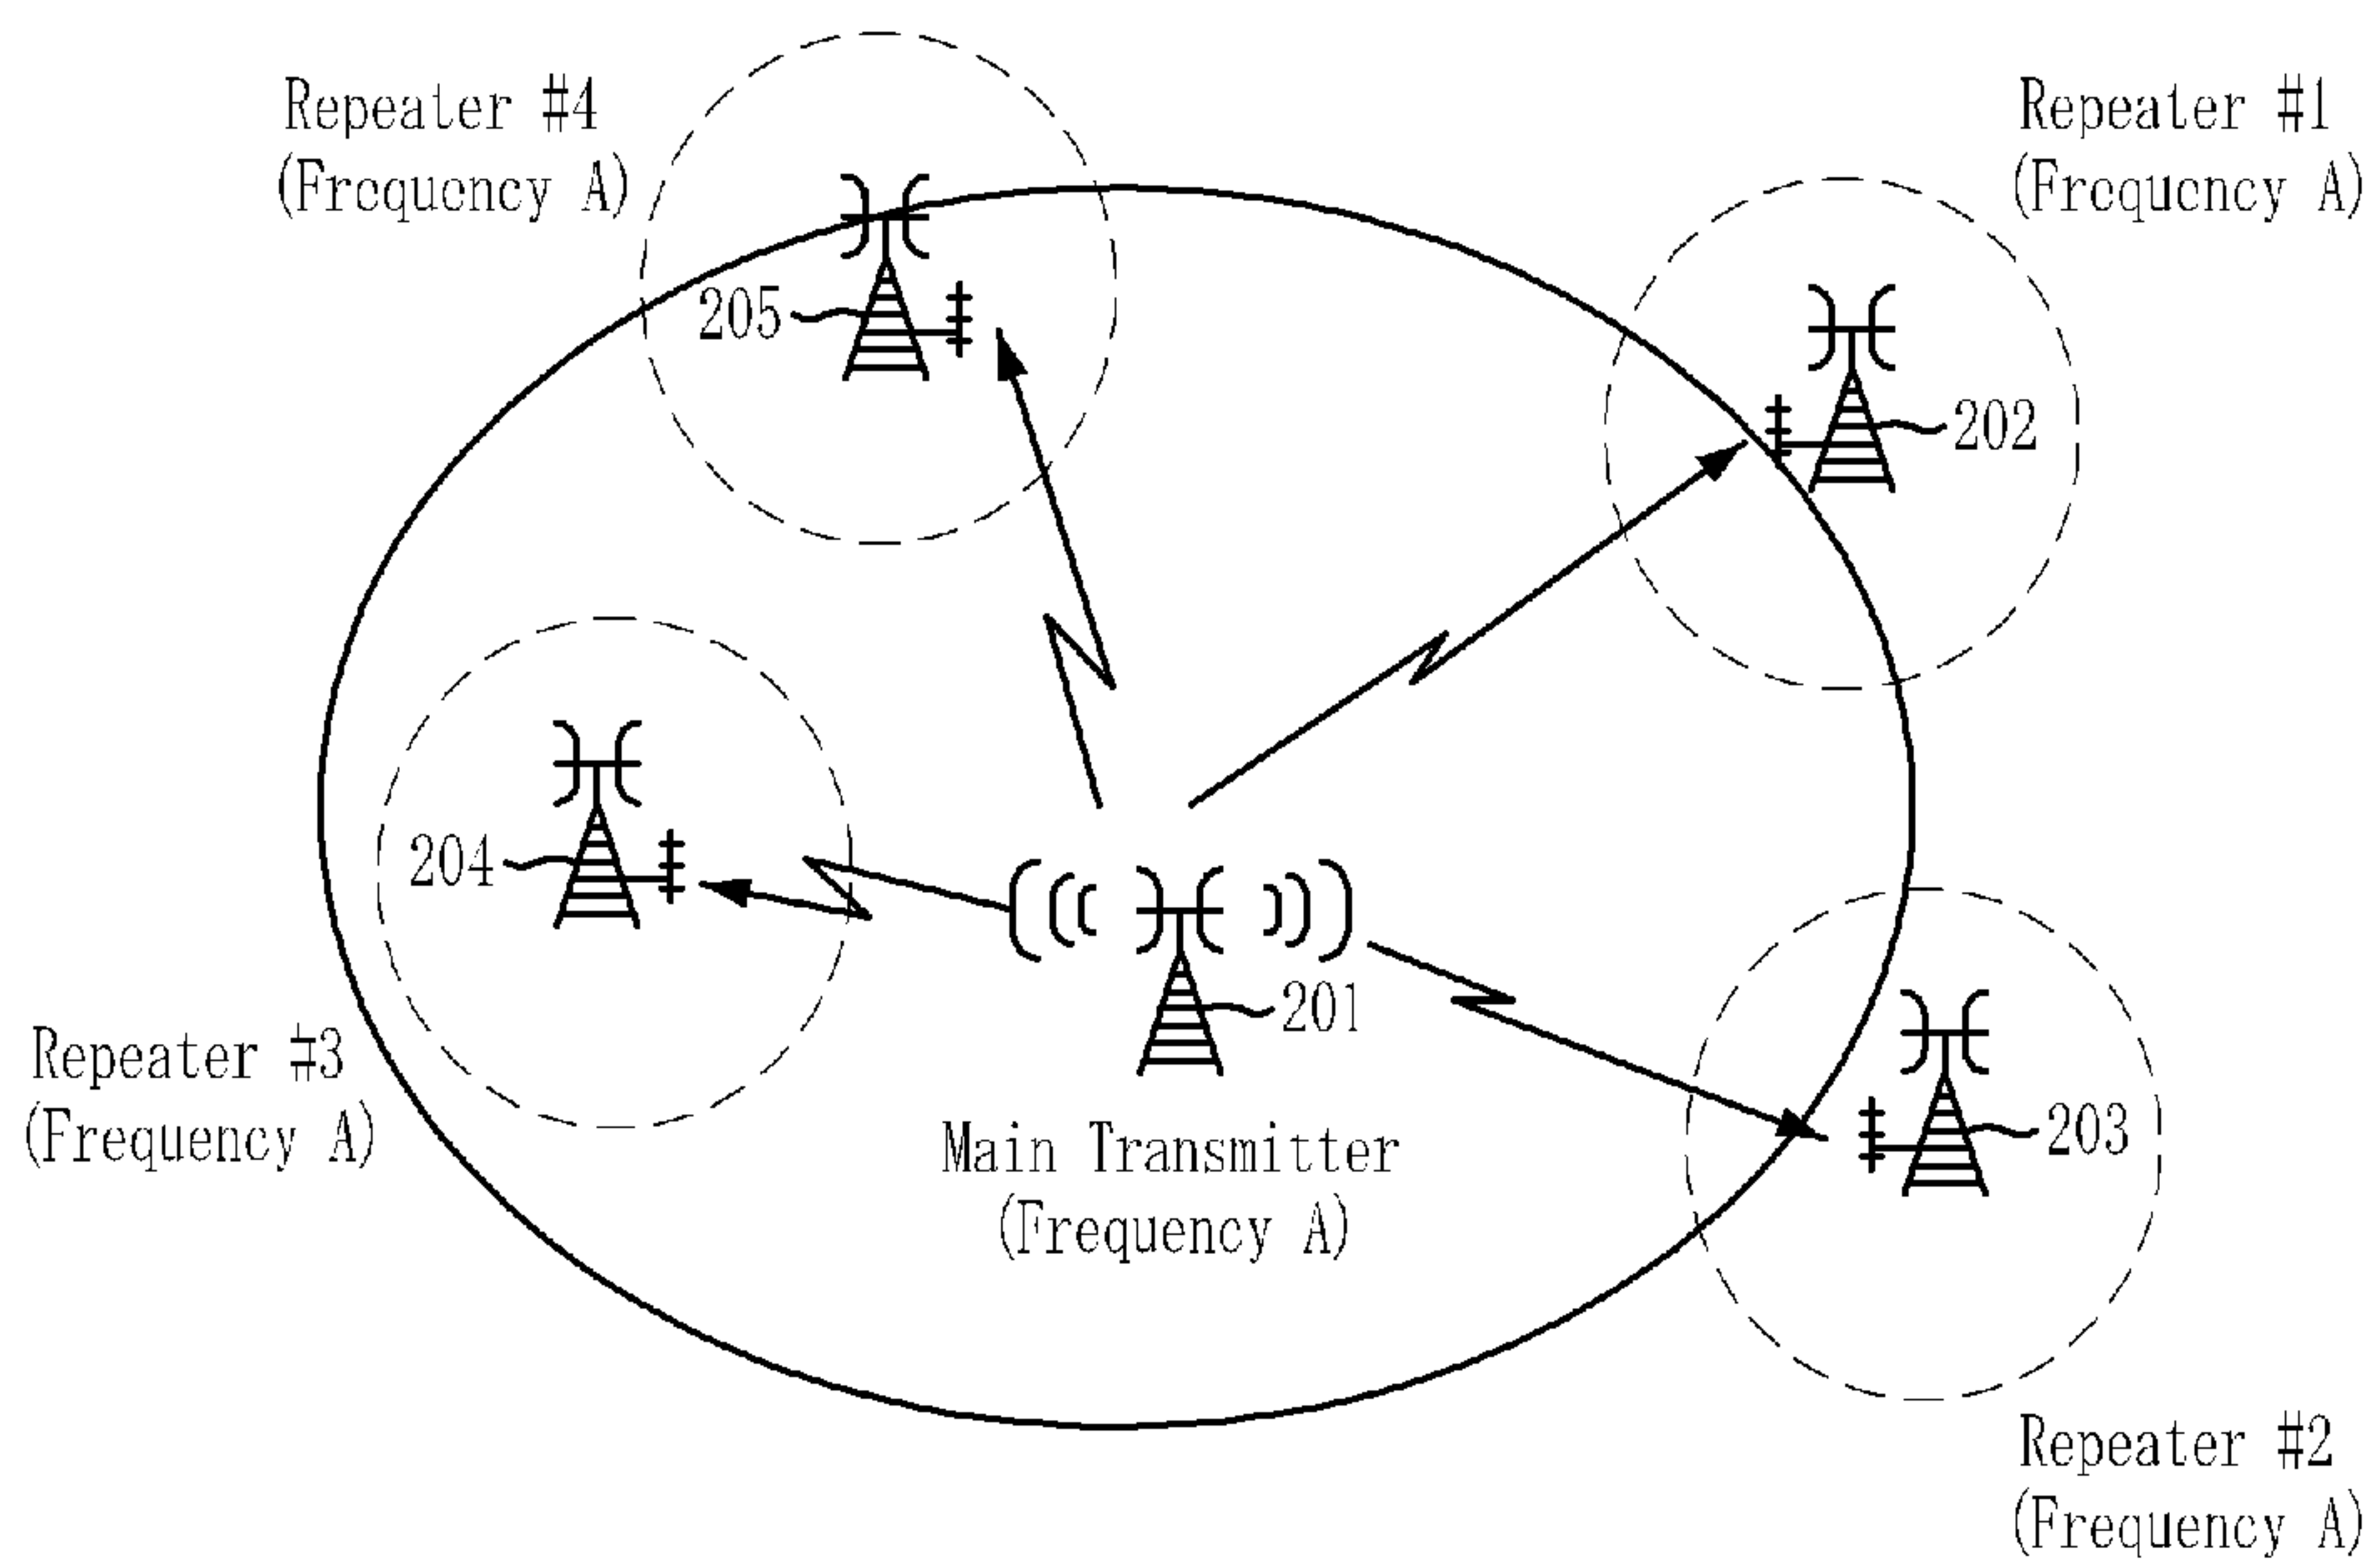 Repeater #4
(Frequency A)
Repeater #1
(Frequency A)
205
202
204
201
Repeater #3
(Frequency A)
203
Main Transmitter
(Frequency A)
Repeater #2
(Frequency A)